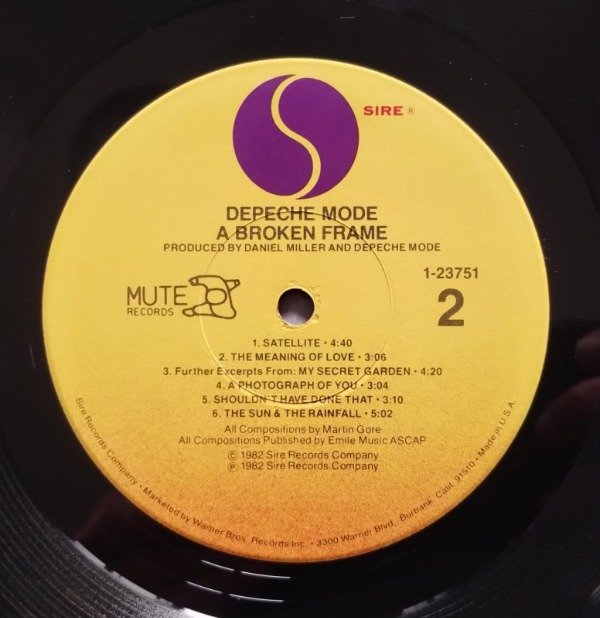 SIRE ®
DEPECHE MODE
A BROKEN FRAME
PRODUCED BY DANIEL MILLER AND DEPECHE MODE
1-23751
MUTE
RECORDS
2
1. SATELLITE • 4:40
2. THE MEANING OF LOVE • 3:06
3. Further Excerpts From: MY SECRET GARDEN • 4:20
4. A PHOTOGRAPH OF YOU • 3:04
5. SHOULDN'T HAVE DONE THAT • 3:10
6. THE SUN & THE RAINFALL • 5:02
All Compositions by Martin Gore
All Compositions Published by Emile Music ASCAP
© 1982 Sire Records Company
℗ 1982 Sire Records Company
Sire Records Company • Marketed by Warner Bros. Records Inc. • 3300 Warner Blvd., Burbank, Calif. 91510 • Made in U.S.A.